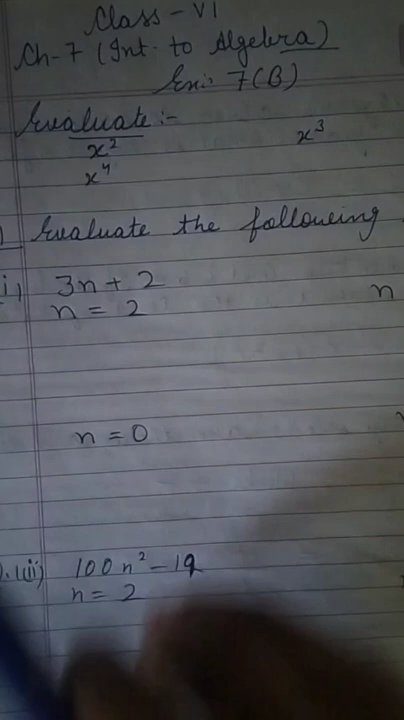 Class - VI
Ch-7 (Int. to Algebra)
Ex: 7(B)
Evaluate :-
x² x³
x⁴
Evaluate the following
i) 3n + 2
n = 2 n
n = 0
(ii) 100 n² - 19
n = 2